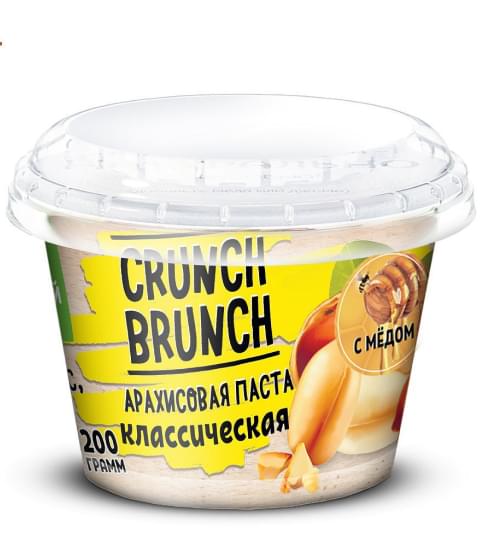 CRUNCH
BRUNCH
С МЁДОМ
АРАХИСОВАЯ ПАСТА
классическая
200
ГРАММ